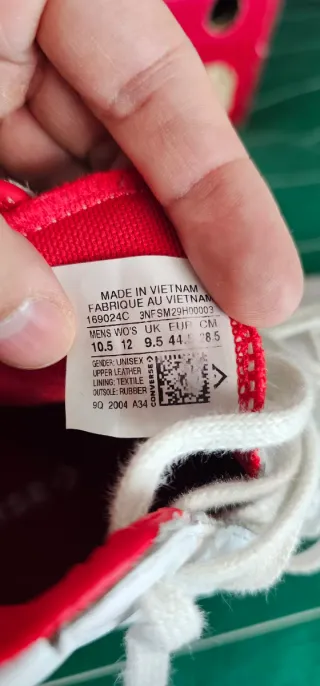 MADE IN VIETNAM
FABRIQUE AU VIETNAM
169024C 3NFSM29H00003
MENS WO'S UK EUR CM
10.5 12 9.5 44. 28.5
GENDER: UNISEX
UPPER LEATHER
LINING: TEXTILE
OUTSOLE: RUBBER
9Q 2004 A34
CONVERSE